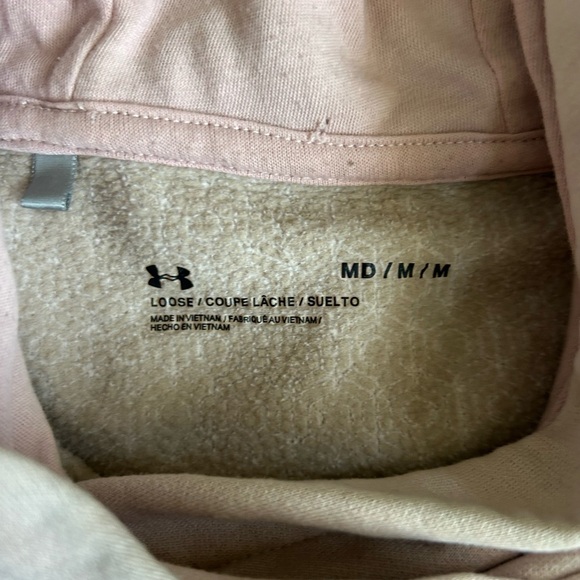 MD / M / M
LOOSE / COUPE LÂCHE / SUELTO
MADE IN VIETNAM / FABRIQUÉ AU VIETNAM /
HECHO EN VIETNAM